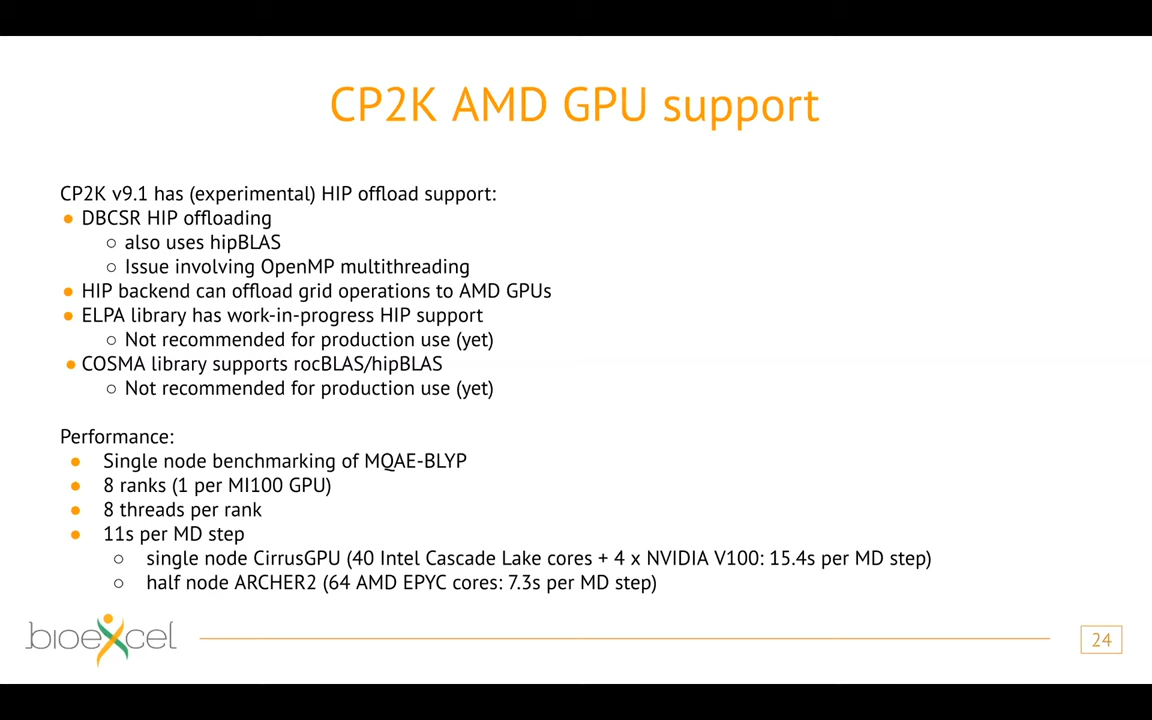 CP2K AMD GPU support
CP2K v9.1 has (experimental) HIP offload support:
● DBCSR HIP offloading
○ also uses hipBLAS
○ Issue involving OpenMP multithreading
● HIP backend can offload grid operations to AMD GPUs
● ELPA library has work-in-progress HIP support
○ Not recommended for production use (yet)
● COSMA library supports rocBLAS/hipBLAS
○ Not recommended for production use (yet)
Performance:
● Single node benchmarking of MQAE-BLYP
● 8 ranks (1 per MI100 GPU)
● 8 threads per rank
● 11s per MD step
○ single node CirrusGPU (40 Intel Cascade Lake cores + 4 x NVIDIA V100: 15.4s per MD step)
○ half node ARCHER2 (64 AMD EPYC cores: 7.3s per MD step)
bioexcel
24